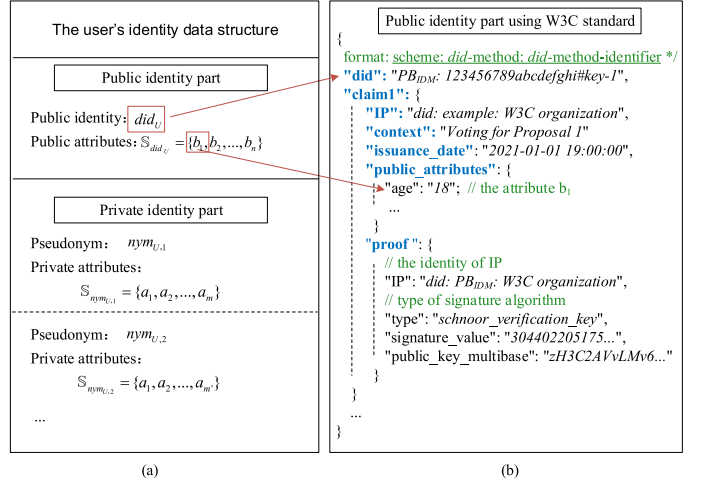 The user's identity data structure
Public identity part
Public identity: did_U
Public attributes: 𝕊_{did_U} = {b_1, b_2, ..., b_n}
Private identity part
Pseudonym: nym_{U,1}
Private attributes:
𝕊_{nym_{U,1}} = {a_1, a_2, ..., a_m}
Pseudonym: nym_{U,2}
Private attributes:
𝕊_{nym_{U,2}} = {a_1, a_2, ..., a_{m'}}
...
(a)
Public identity part using W3C standard
{
format: scheme: did-method: did-method-identifier */
"did": "PB_{IDM}: 123456789abcdefghi#key-1",
"claim1": {
"IP": "did: example: W3C organization",
"context": "Voting for Proposal 1"
"issuance_date": "2021-01-01 19:00:00",
"public_attributes": {
"age": "18"; // the attribute b_1
...
}
"proof ": {
// the identity of IP
"IP": "did: PB_{IDM}: W3C organization",
// type of signature algorithm
"type": "schnoor_verification_key",
"signature_value": "304402205175...",
"public_key_multibase": "zH3C2AVvLMv6..."
}
}
...
}
(b)